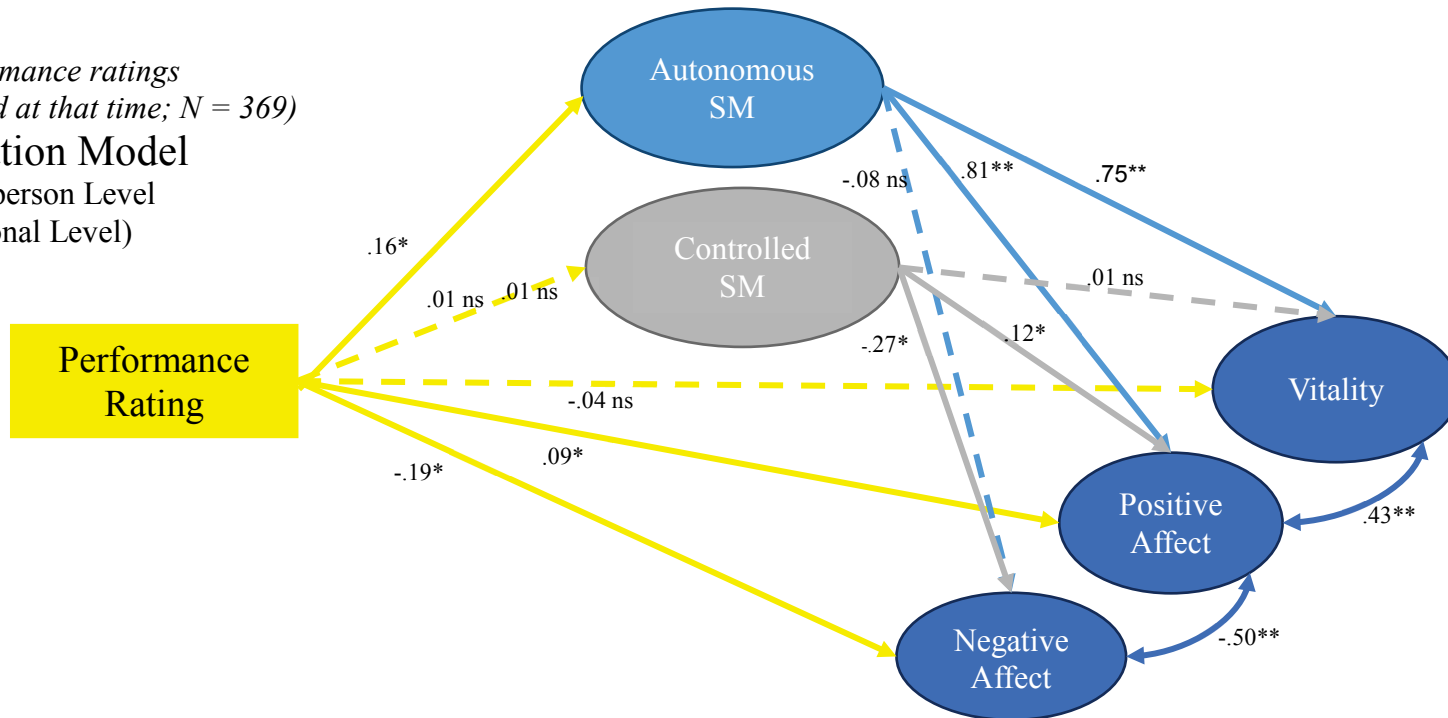 mance ratings
d at that time; N = 369)
tion Model
person Level
onal Level)
Autonomous
SM
Controlled
SM
Performance
Rating
Vitality
Positive
Affect
Negative
Affect
.16*
.01 ns
.01 ns
-.04 ns
.09*
-.19*
-.08 ns
.81**
.75**
.01 ns
.12*
-.27*
.43**
-.50**